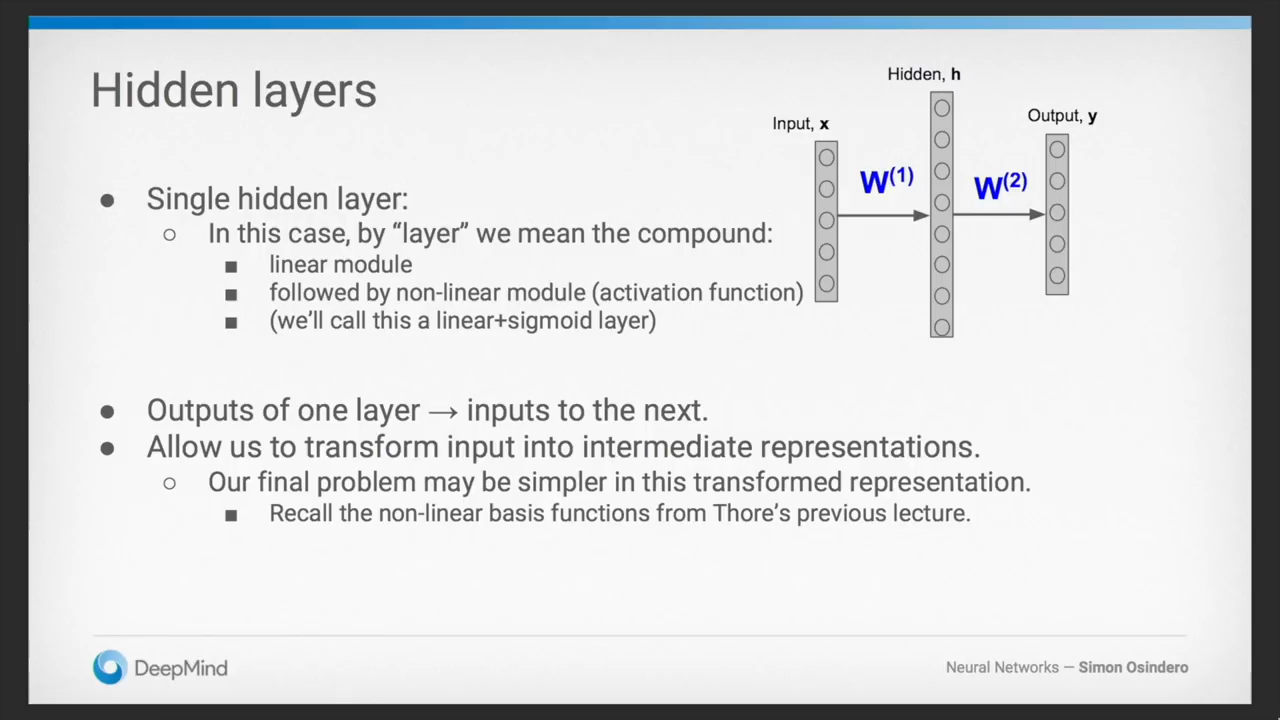 Hidden layers
● Single hidden layer:
○ In this case, by “layer” we mean the compound:
■ linear module
■ followed by non-linear module (activation function)
■ (we’ll call this a linear+sigmoid layer)
● Outputs of one layer → inputs to the next.
● Allow us to transform input into intermediate representations.
○ Our final problem may be simpler in this transformed representation.
■ Recall the non-linear basis functions from Thore’s previous lecture.
Input, x
Hidden, h
Output, y
W(1)
W(2)
DeepMind
Neural Networks — Simon Osindero